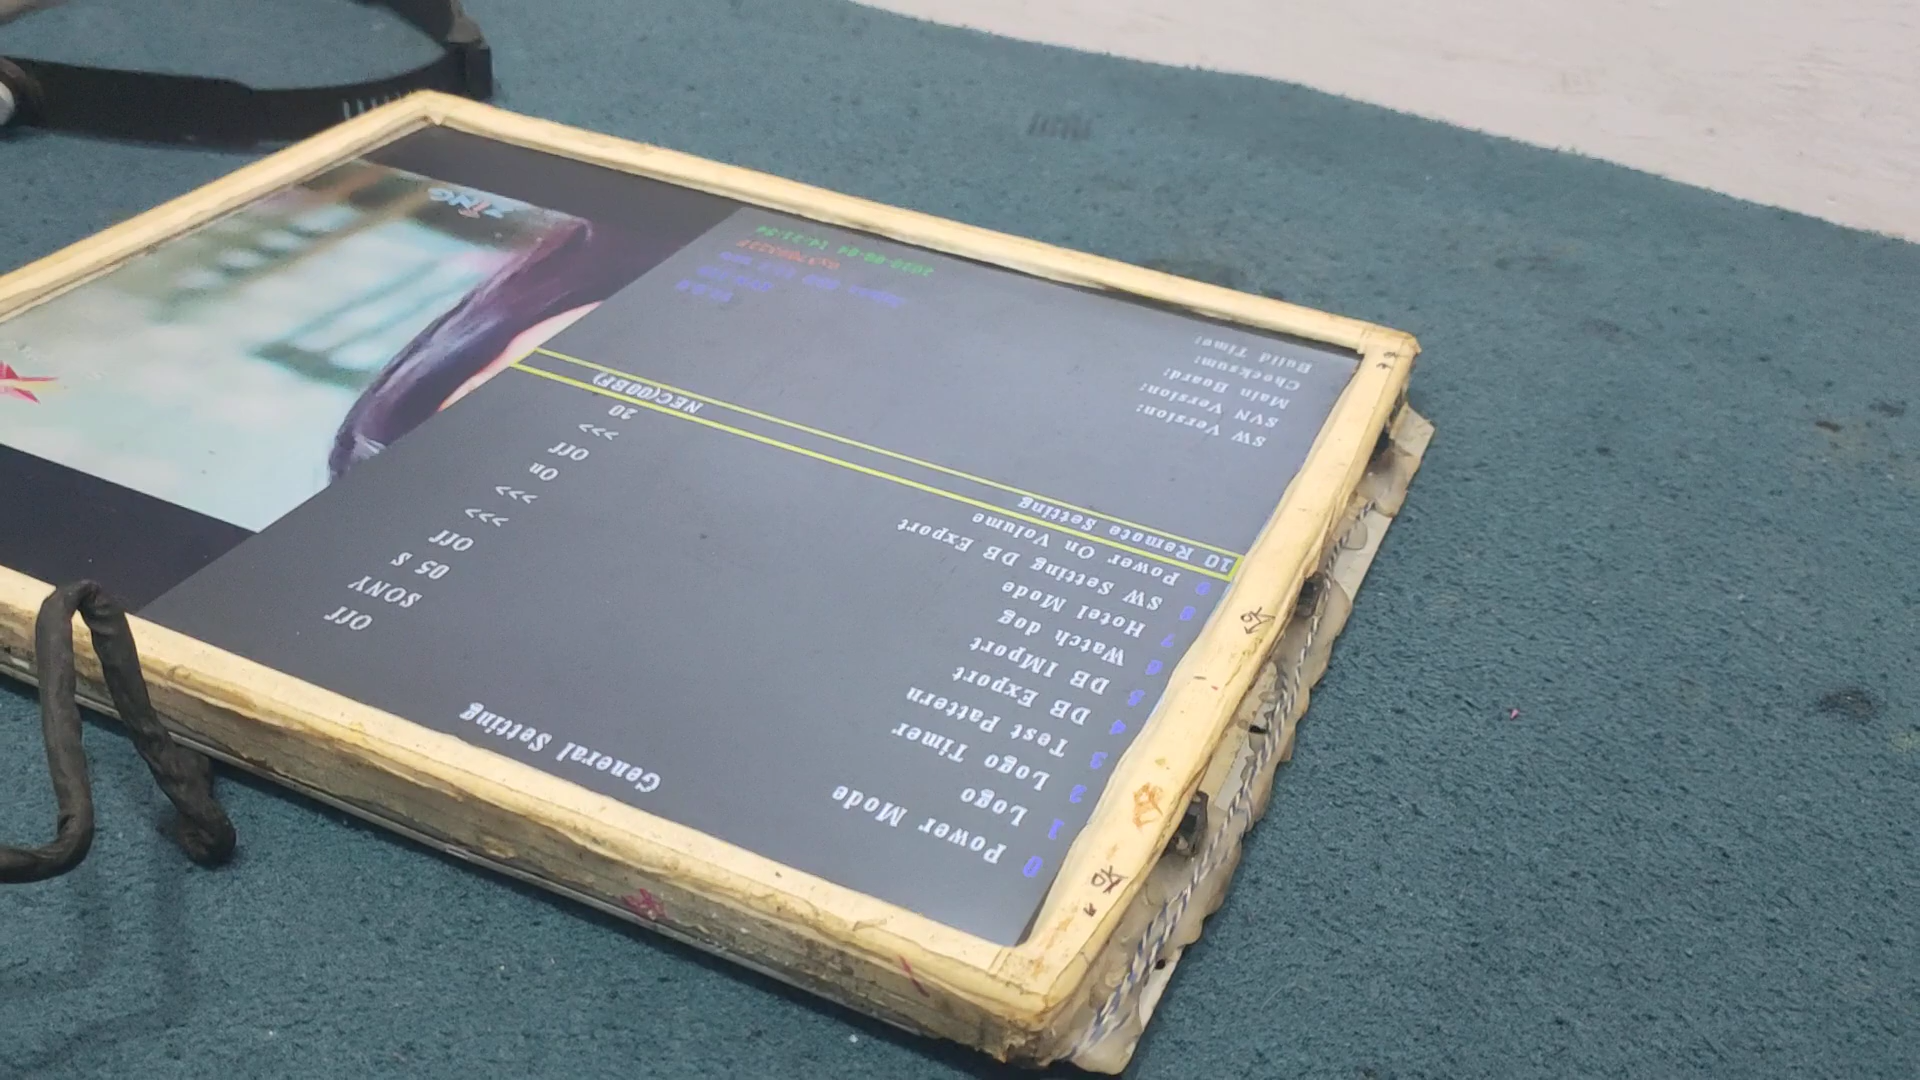 General Setting
0 Power Mode Off
1 Logo SONY
2 Logo Timer 05 S
3 Test Pattern Off
4 DB Export >>>
5 DB IMport >>>
6 Watch dog On
7 Hotel Mode Off
8 SW Setting DB Export >>>
9 Power On Volume 20
10 Remote Setting NEC(00BF)
SW Version:
SVN Version:
Main Board:
Checksum:
Build Time:
ZING